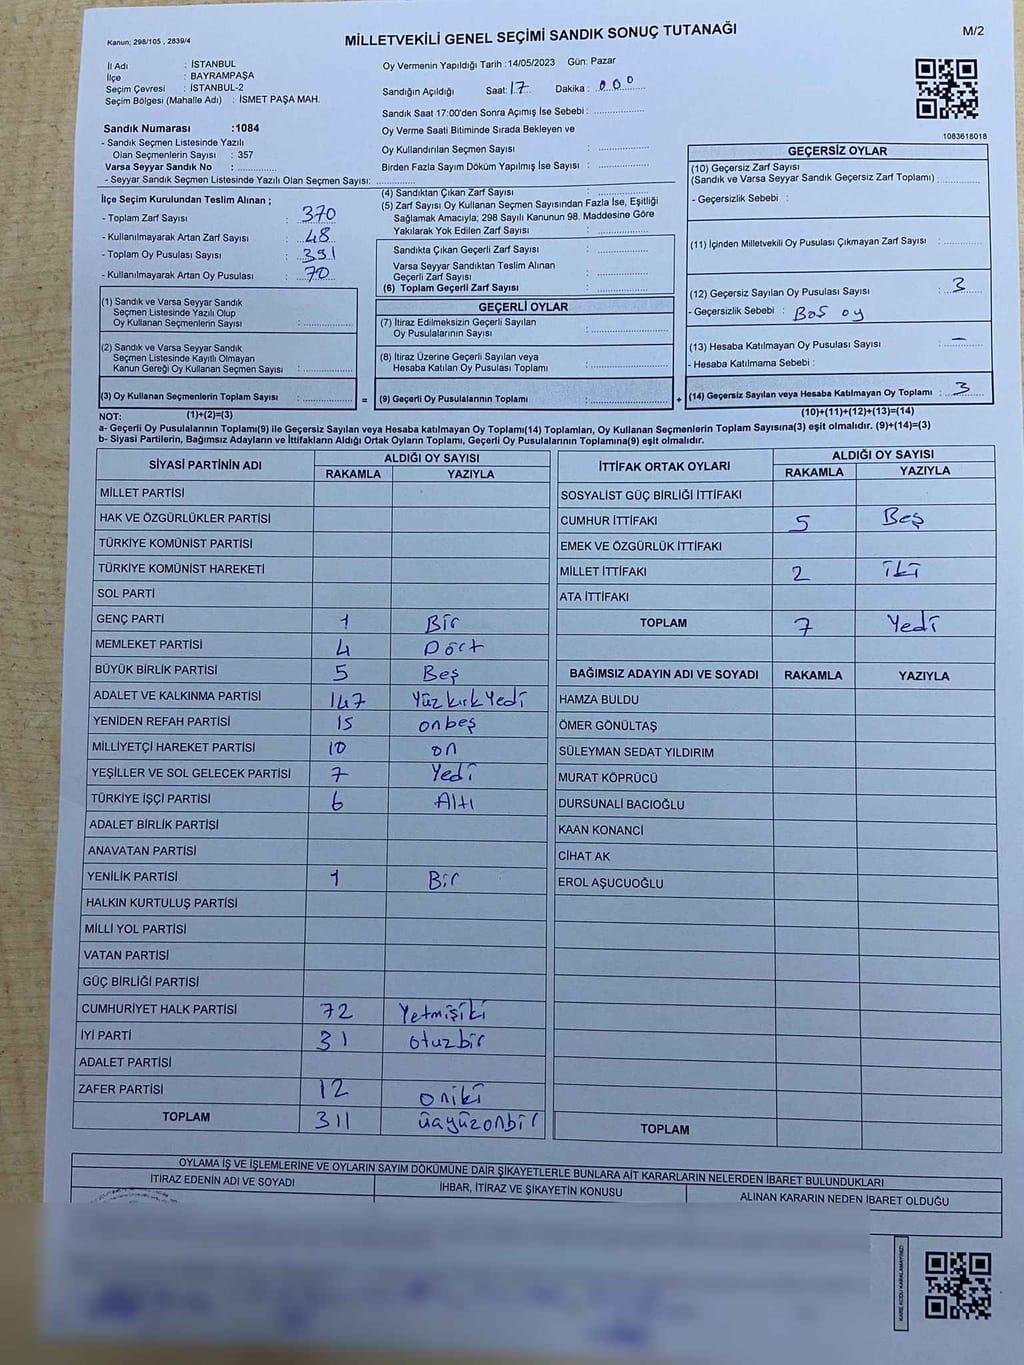 Kanun; 298/105 , 2839/4
MİLLETVEKİLİ GENEL SEÇİMİ SANDIK SONUÇ TUTANAĞI
M/2
İl Adı : İSTANBUL
İlçe : BAYRAMPAŞA
Seçim Çevresi : İSTANBUL-2
Seçim Bölgesi (Mahalle Adı) : İSMET PAŞA MAH.
Oy Vermenin Yapıldığı Tarih :14/05/2023 Gün: Pazar
Sandığın Açıldığı Saat: 17 Dakika : 000
Sandık Saat 17:00'den Sonra Açımış İse Sebebi :
Sandık Numarası :1084
- Sandık Seçmen Listesinde Yazılı
Olan Seçmenlerin Sayısı : 357
Varsa Seyyar Sandık No :
- Seyyar Sandık Seçmen Listesinde Yazılı Olan Seçmen Sayısı:
Oy Verme Saati Bitiminde Sırada Bekleyen ve
Oy Kullandırılan Seçmen Sayısı :
Birden Fazla Sayım Döküm Yapılmış İse Sayısı :
1083618018
İlçe Seçim Kurulundan Teslim Alınan ;
- Toplam Zarf Sayısı : 370
- Kullanılmayarak Artan Zarf Sayısı : 48
- Toplam Oy Pusulası Sayısı : 391
- Kullanılmayarak Artan Oy Pusulası : 70
(4) Sandıktan Çıkan Zarf Sayısı :
(5) Zarf Sayısı Oy Kullanan Seçmen Sayısından Fazla İse, Eşitliği
Sağlamak Amacıyla; 298 Sayılı Kanunun 98. Maddesine Göre
Yakılarak Yok Edilen Zarf Sayısı :
Sandıkta Çıkan Geçerli Zarf Sayısı :
Varsa Seyyar Sandıktan Teslim Alınan
Geçerli Zarf Sayısı :
(6) Toplam Geçerli Zarf Sayısı :
GEÇERSİZ OYLAR
(10) Geçersiz Zarf Sayısı
(Sandık ve Varsa Seyyar Sandık Geçersiz Zarf Toplamı) :
- Geçersizlik Sebebi :
(11) İçinden Milletvekili Oy Pusulası Çıkmayan Zarf Sayısı :
(12) Geçersiz Sayılan Oy Pusulası Sayısı : 3
- Geçersizlik Sebebi : Boş oy
(13) Hesaba Katılmayan Oy Pusulası Sayısı : –
- Hesaba Katılmama Sebebi :
(14) Geçersiz Sayılan veya Hesaba Katılmayan Oy Toplamı : 3
(10)+(11)+(12)+(13)=(14)
(1) Sandık ve Varsa Seyyar Sandık
Seçmen Listesinde Yazılı Olup
Oy Kullanan Seçmenlerin Sayısı :
(2) Sandık ve Varsa Seyyar Sandık
Seçmen Listesinde Kayıtlı Olmayan
Kanun Gereği Oy Kullanan Seçmen Sayısı :
(3) Oy Kullanan Seçmenlerin Toplam Sayısı : =
(1)+(2)=(3)
GEÇERLİ OYLAR
(7) İtiraz Edilmeksizin Geçerli Sayılan
Oy Pusulalarının Sayısı :
(8) İtiraz Üzerine Geçerli Sayılan veya
Hesaba Katılan Oy Pusulası Toplamı :
(9) Geçerli Oy Pusulalarının Toplamı : +
NOT:
a- Geçerli Oy Pusulalarının Toplamı(9) ile Geçersiz Sayılan veya Hesaba katılmayan Oy Toplamı(14) Toplamları, Oy Kullanan Seçmenlerin Toplam Sayısına(3) eşit olmalıdır. (9)+(14)=(3)
b- Siyasi Partilerin, Bağımsız Adayların ve İttifakların Aldığı Ortak Oyların Toplamı, Geçerli Oy Pusulalarının Toplamına(9) eşit olmalıdır.
SİYASİ PARTİNİN ADI ALDIĞI OY SAYISI
RAKAMLA YAZIYLA
MİLLET PARTİSİ
HAK VE ÖZGÜRLÜKLER PARTİSİ
TÜRKİYE KOMÜNİST PARTİSİ
TÜRKİYE KOMÜNİST HAREKETİ
SOL PARTİ
GENÇ PARTİ 1 Bir
MEMLEKET PARTİSİ 4 Dört
BÜYÜK BİRLİK PARTİSİ 5 Beş
ADALET VE KALKINMA PARTİSİ 147 Yüz kırk Yedi
YENİDEN REFAH PARTİSİ 15 onbeş
MİLLİYETÇİ HAREKET PARTİSİ 10 on
YEŞİLLER VE SOL GELECEK PARTİSİ 7 Yedi
TÜRKİYE İŞÇİ PARTİSİ 6 Altı
ADALET BİRLİK PARTİSİ
ANAVATAN PARTİSİ
YENİLİK PARTİSİ 1 Bir
HALKIN KURTULUŞ PARTİSİ
MİLLİ YOL PARTİSİ
VATAN PARTİSİ
GÜÇ BİRLİĞİ PARTİSİ
CUMHURİYET HALK PARTİSİ 72 Yetmişiki
İYİ PARTİ 31 otuzbir
ADALET PARTİSİ
ZAFER PARTİSİ 12 oniki
TOPLAM 311 üçyüzonbir
İTTİFAK ORTAK OYLARI ALDIĞI OY SAYISI
RAKAMLA YAZIYLA
SOSYALİST GÜÇ BİRLİĞİ İTTİFAKI
CUMHUR İTTİFAKI 5 Beş
EMEK VE ÖZGÜRLÜK İTTİFAKI
MİLLET İTTİFAKI 2 İki
ATA İTTİFAKI
TOPLAM 7 Yedi
BAĞIMSIZ ADAYIN ADI VE SOYADI RAKAMLA YAZIYLA
HAMZA BULDU
ÖMER GÖNÜLTAŞ
SÜLEYMAN SEDAT YILDIRIM
MURAT KÖPRÜCÜ
DURSUNALİ BACIOĞLU
KAAN KONANCİ
CİHAT AK
EROL AŞUCUOĞLU
TOPLAM
OYLAMA İŞ VE İŞLEMLERİNE VE OYLARIN SAYIM DÖKÜMÜNE DAİR ŞİKAYETLERLE BUNLARA AİT KARARLARIN NELERDEN İBARET BULUNDUKLARI
İTİRAZ EDENİN ADI VE SOYADI İHBAR, İTİRAZ VE ŞİKAYETİN KONUSU ALINAN KARARIN NEDEN İBARET OLDUĞU
KARE KODU KARALAMAYINIZ!